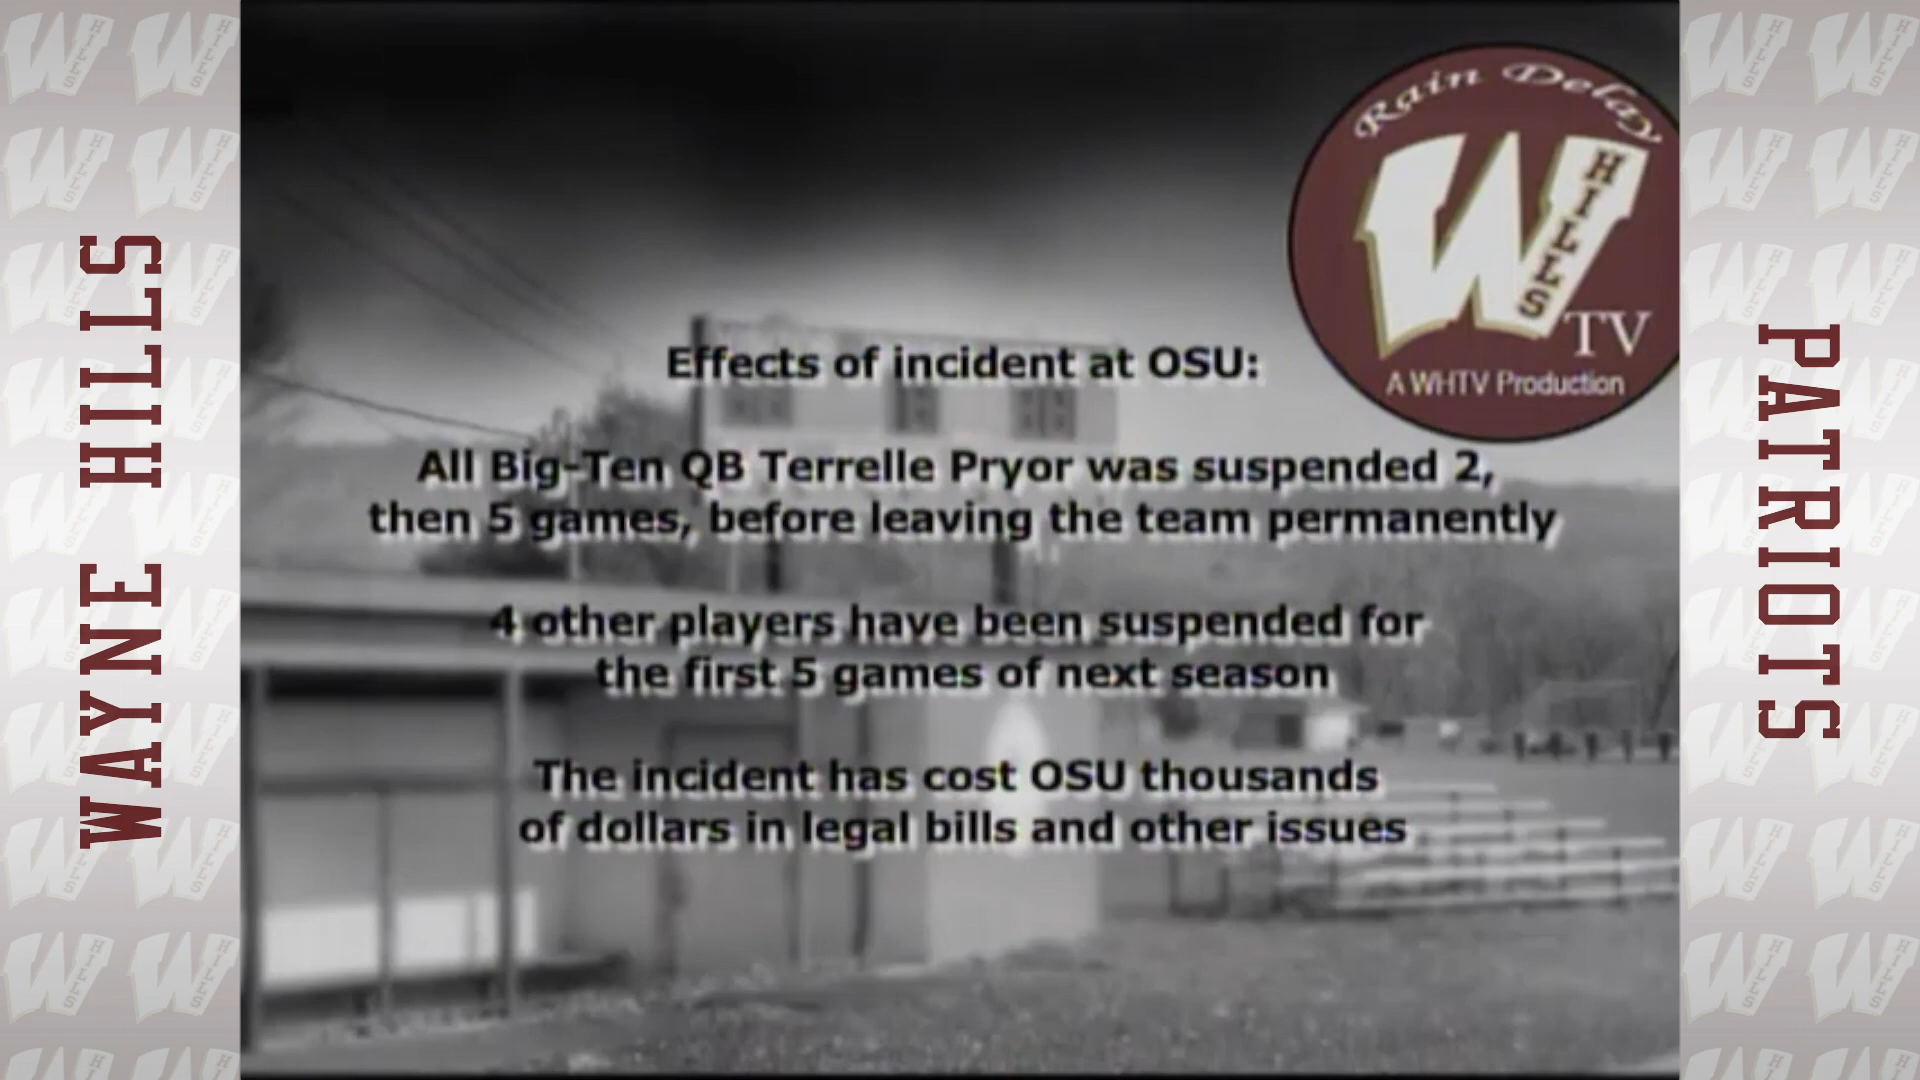 WAYNE HILLS
Rain Delay
W HILLS
TV
A WHTV Production
Effects of incident at OSU:
All Big-Ten QB Terrelle Pryor was suspended 2,
then 5 games, before leaving the team permanently
4 other players have been suspended for
the first 5 games of next season
The incident has cost OSU thousands
of dollars in legal bills and other issues
PATRIOTS